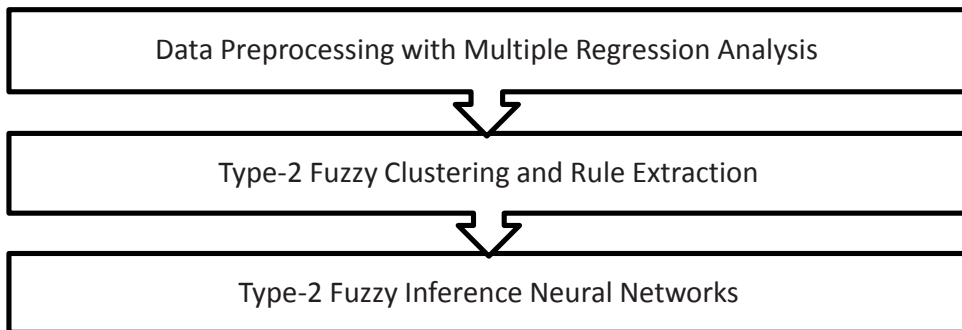 Data Preprocessing with Multiple Regression Analysis
Type-2 Fuzzy Clustering and Rule Extraction
Type-2 Fuzzy Inference Neural Networks